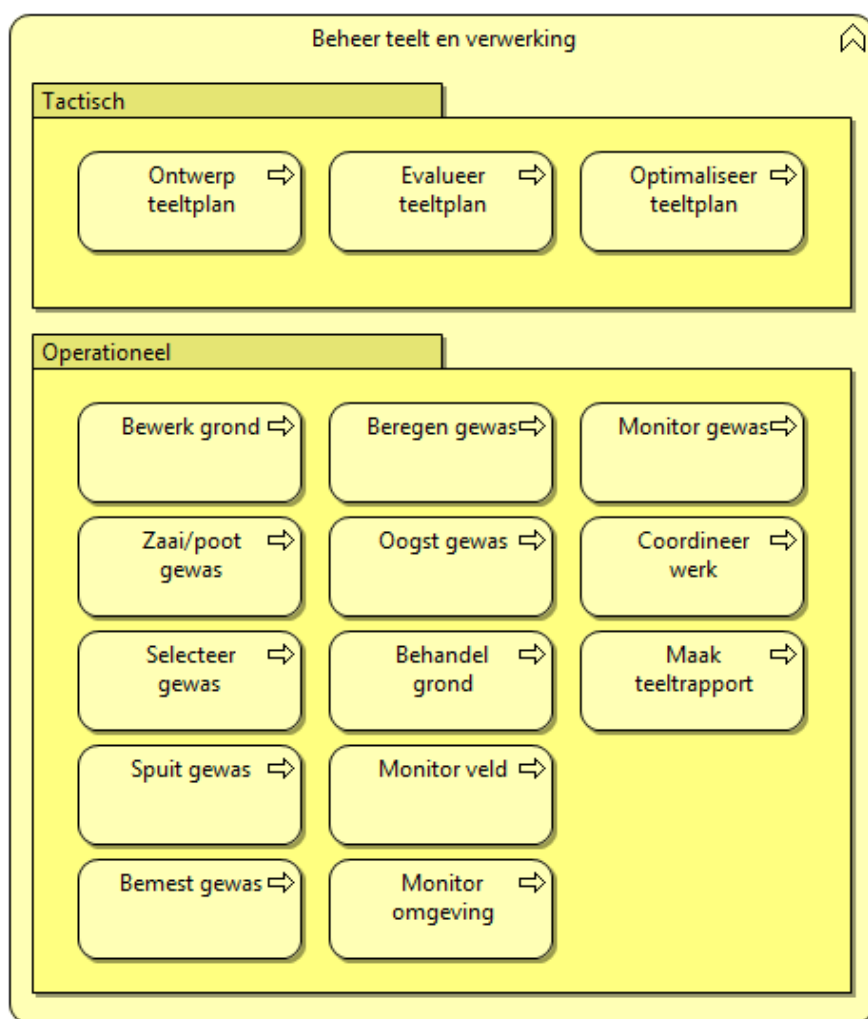 Beheer teelt en verwerking
Tactisch
Ontwerp
teeltplan
Evalueer
teeltplan
Optimaliseer
teeltplan
Operationeel
Bewerk grond
Beregen gewas
Monitor gewas
Zaai/poot
gewas
Oogst gewas
Coordineer
werk
Selecteer
gewas
Behandel
grond
Maak
teeltrapport
Spuit gewas
Monitor veld
Bemest gewas
Monitor
omgeving